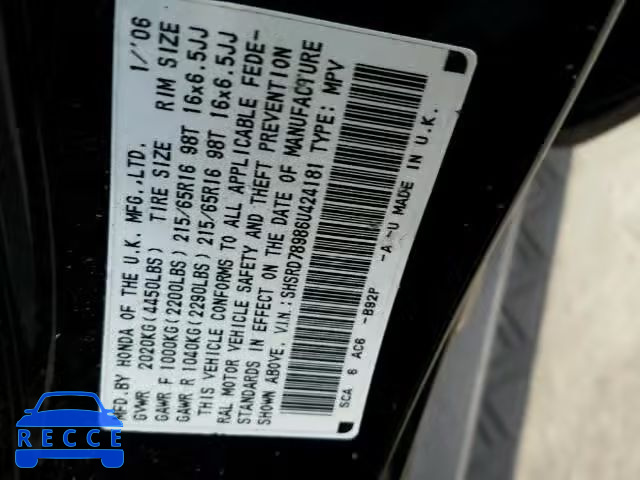 MFD.BY HONDA OF THE U.K. MFG.,LTD. 1/'06
GVWR 2020KG(4450LBS) TIRE SIZE RIM SIZE
GAWR F 1000KG(2200LBS) 215/65R16 98T 16x6.5JJ
GAWR R 1040KG(2290LBS) 215/65R16 98T 16x6.5JJ
THIS VEHICLE CONFORMS TO ALL APPLICABLE FEDE-
RAL MOTOR VEHICLE SAFETY AND THEFT PREVENTION
STANDARDS IN EFFECT ON THE DATE OF MANUFACTURE
SHOWN ABOVE. V.I.N.:SHSRD78986U424181 TYPE: MPV
SCA 6 AC6 -B92P -A MADE IN U.K.
RECCE